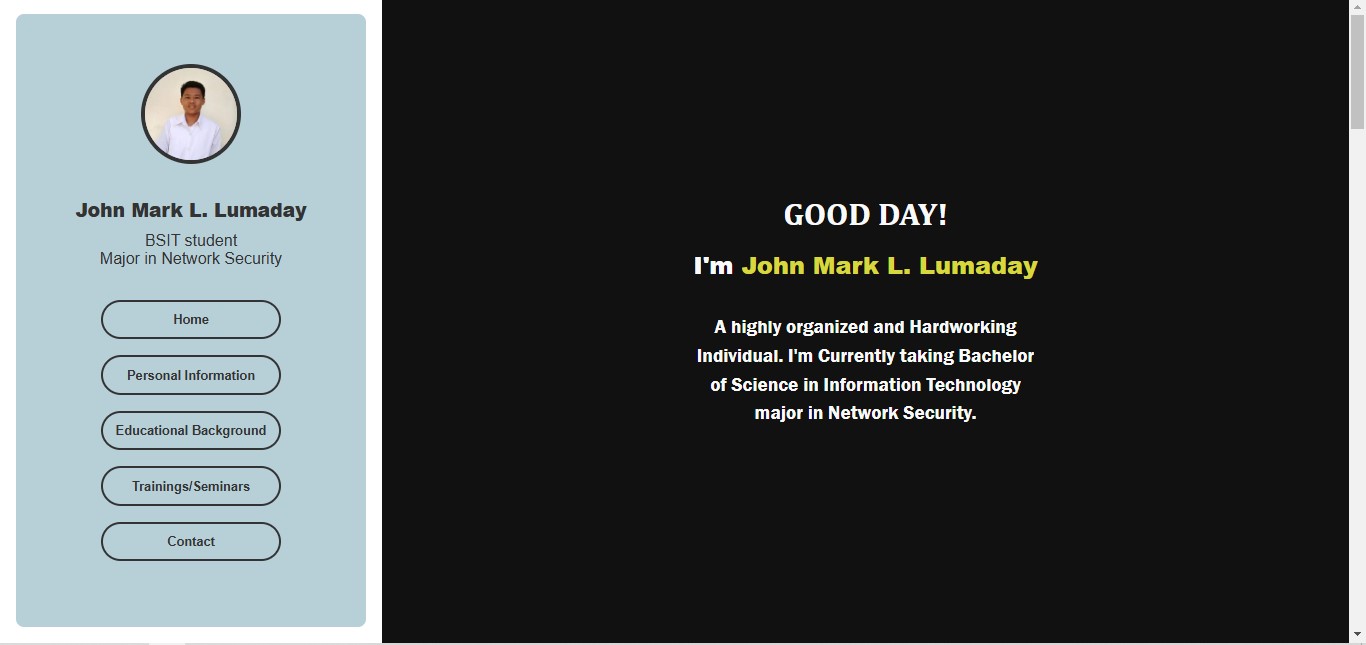 John Mark L. Lumaday
BSIT student
Major in Network Security
Home
Personal Information
Educational Background
Trainings/Seminars
Contact
GOOD DAY!
I'm John Mark L. Lumaday
A highly organized and Hardworking
Individual. I'm Currently taking Bachelor
of Science in Information Technology
major in Network Security.